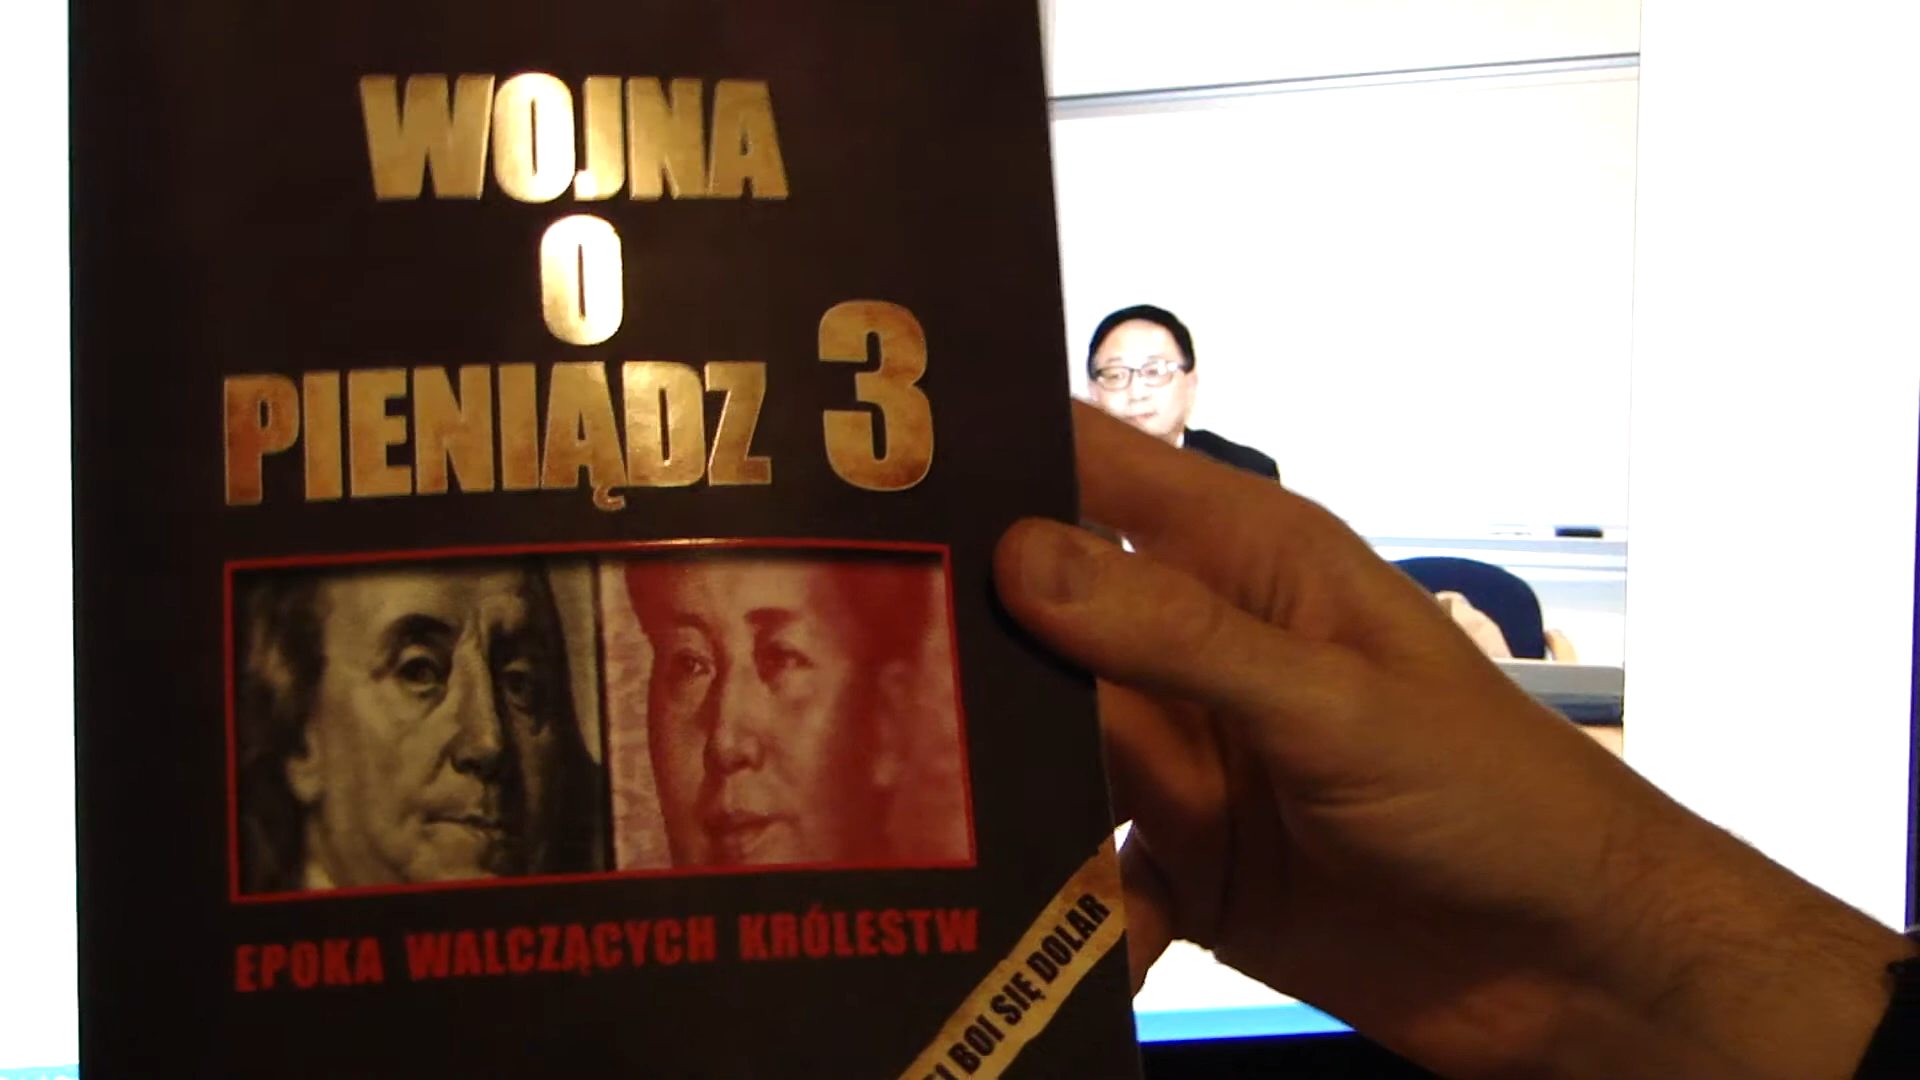 WOJNA
O
PIENIĄDZ 3
EPOKA WALCZĄCYCH KRÓLESTW
BOI SIĘ DOLAR